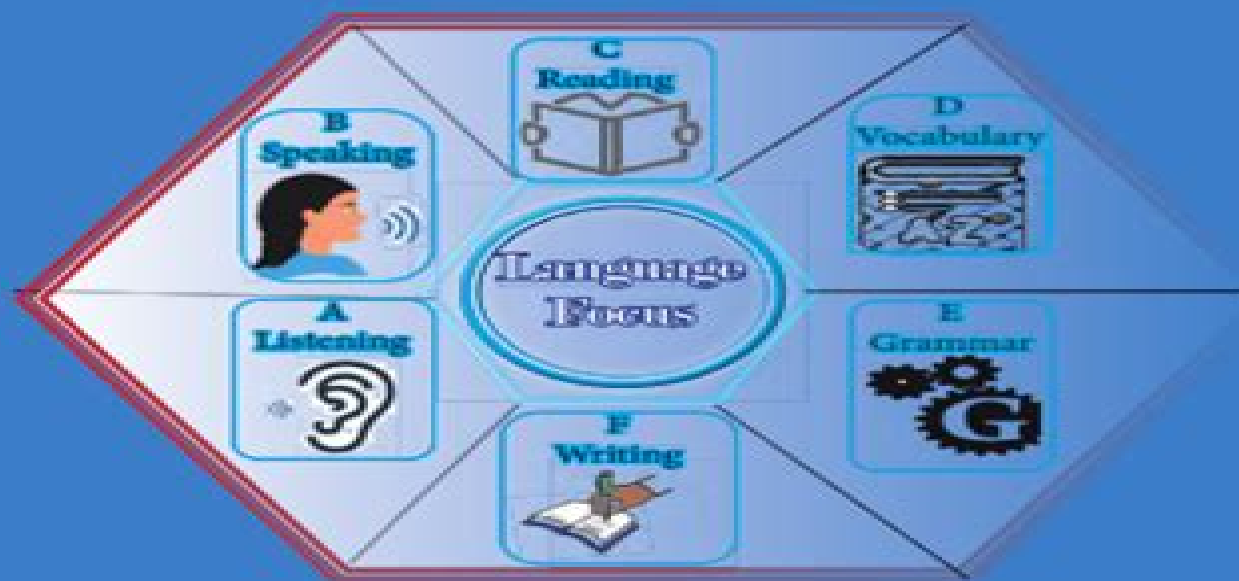 C
Reading
B
Speaking
D
Vocabulary
A-Z
Language
Focus
A
Listening
E
Grammar
G
F
Writing